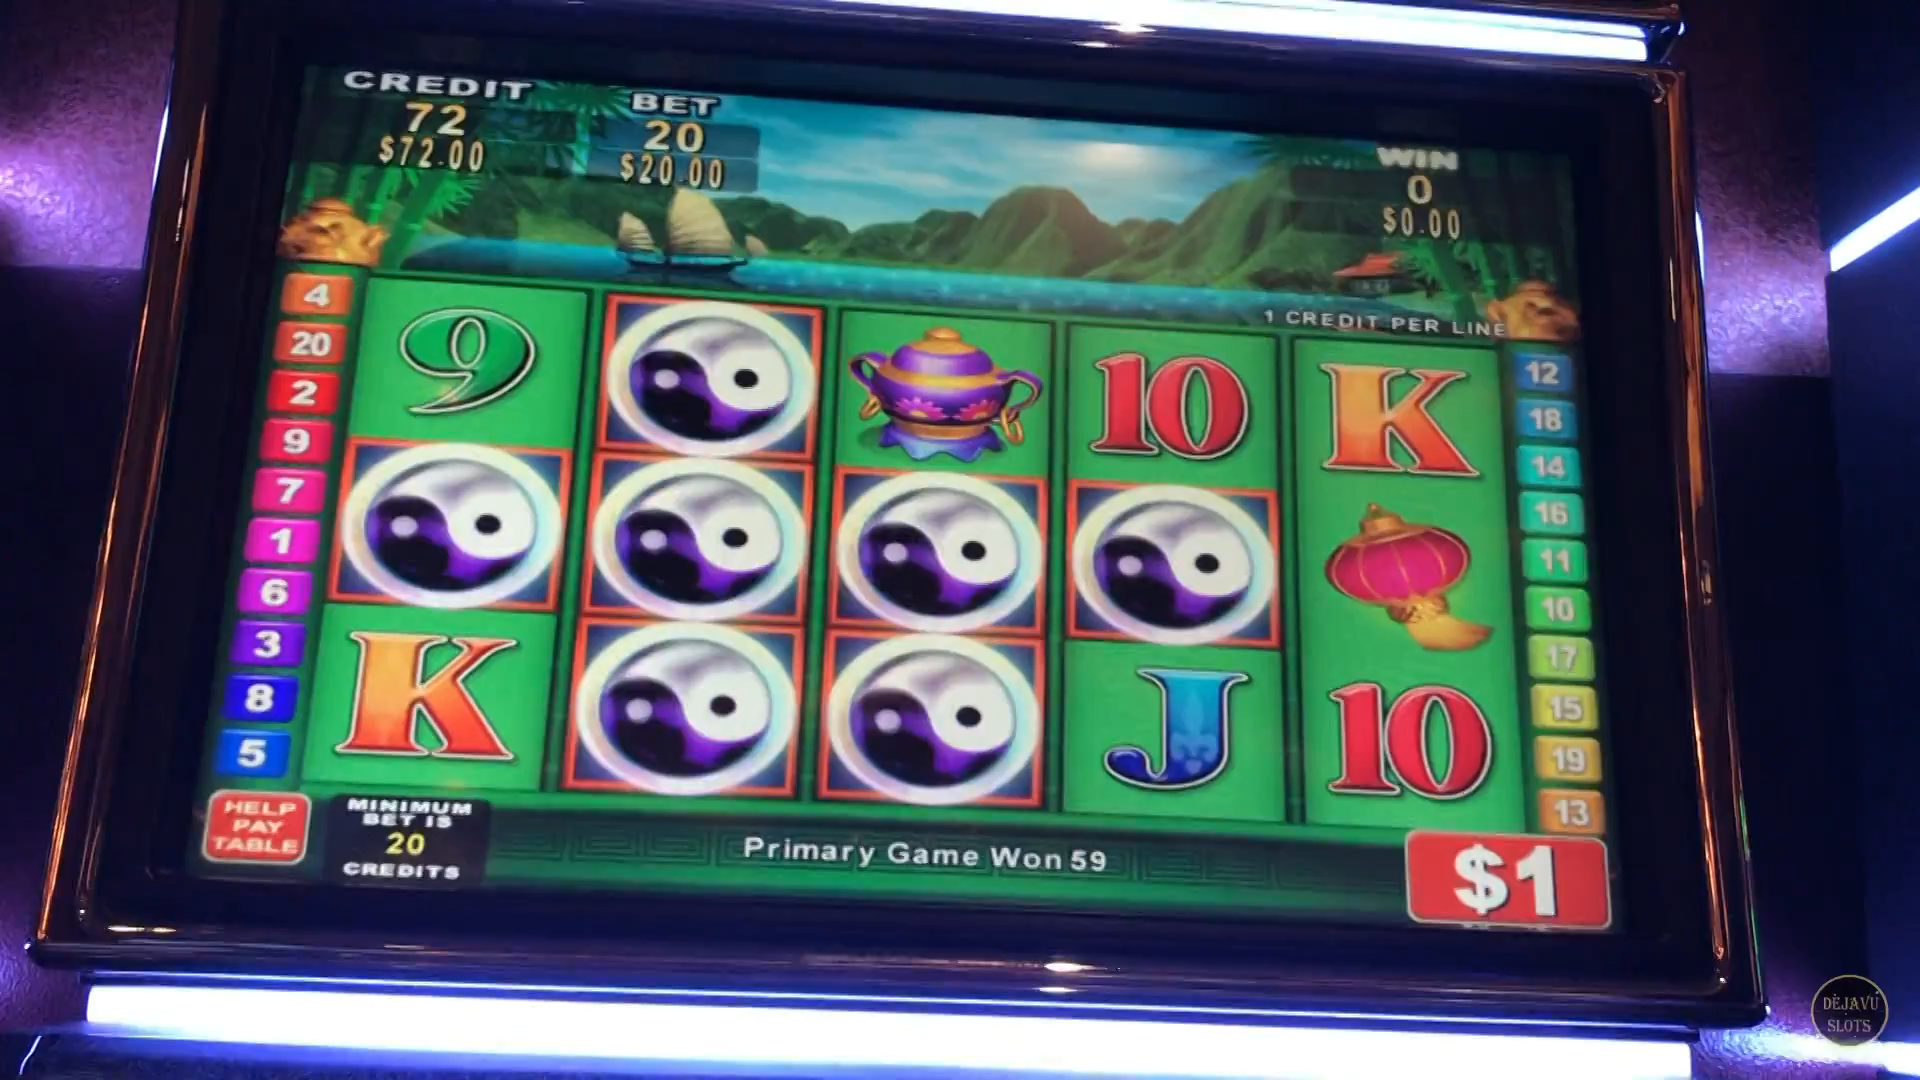 CREDIT
72
$72.00
BET
20
$20.00
WIN
0
$0.00
1 CREDIT PER LINE
4
20
2
9
7
1
6
3
8
5
9
10
K
K
J
10
12
18
14
16
11
10
17
15
19
13
HELP
PAY
TABLE
MINIMUM
BET IS
20
CREDITS
Primary Game Won 59
$1
DÉJAVÙ
SLOTS